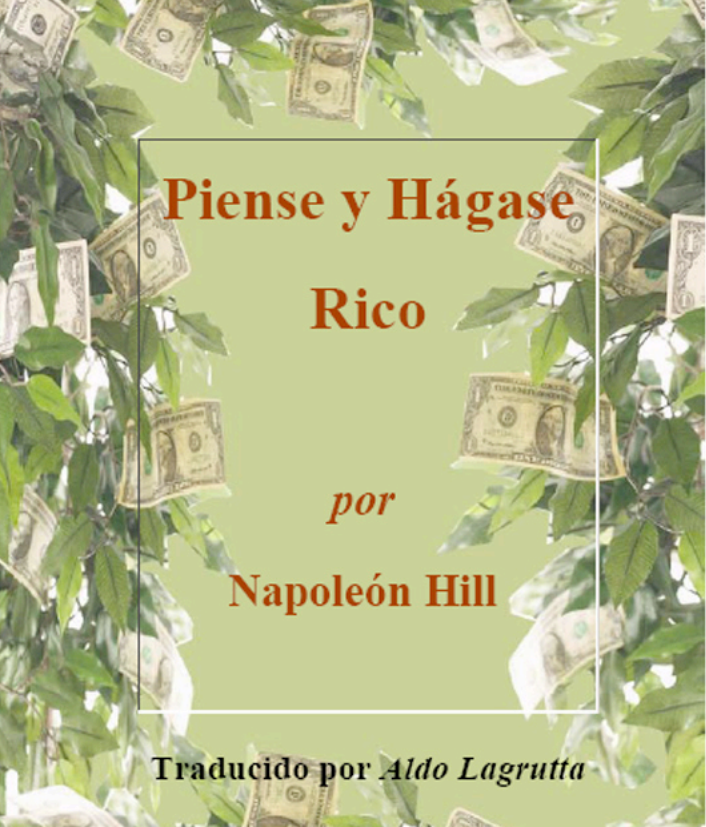 Piense y Hágase
Rico
por
Napoleón Hill
Traducido por Aldo Lagrutta